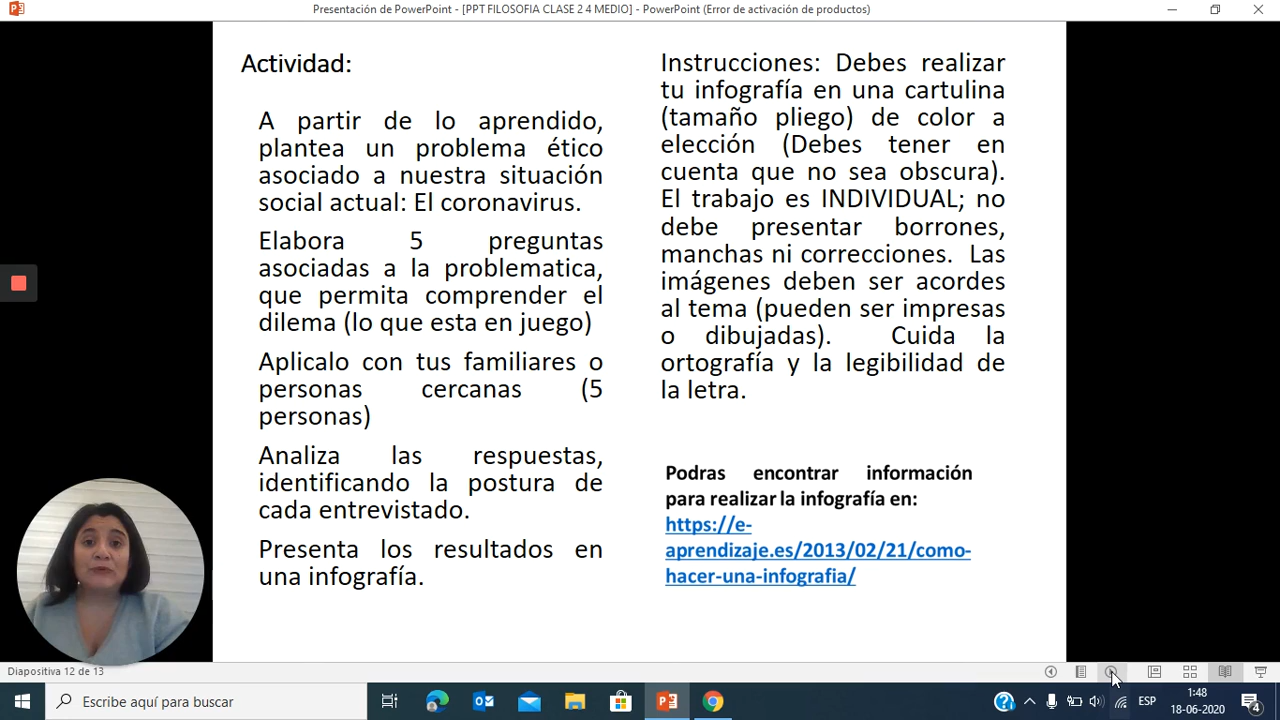 Presentación de PowerPoint - [PPT FILOSOFIA CLASE 2 4 MEDIO] - PowerPoint (Error de activación de productos)
Actividad:
A partir de lo aprendido,
plantea un problema ético
asociado a nuestra situación
social actual: El coronavirus.
Elabora 5 preguntas
asociadas a la problematica,
que permita comprender el
dilema (lo que esta en juego)
Aplicalo con tus familiares o
personas cercanas (5
personas)
Analiza las respuestas,
identificando la postura de
cada entrevistado.
Presenta los resultados en
una infografía.
Instrucciones: Debes realizar
tu infografía en una cartulina
(tamaño pliego) de color a
elección (Debes tener en
cuenta que no sea obscura).
El trabajo es INDIVIDUAL; no
debe presentar borrones,
manchas ni correcciones. Las
imágenes deben ser acordes
al tema (pueden ser impresas
o dibujadas). Cuida la
ortografía y la legibilidad de
la letra.
Podras encontrar información
para realizar la infografía en:
https://e-
aprendizaje.es/2013/02/21/como-
hacer-una-infografia/
Diapositiva 12 de 13
Escribe aquí para buscar
ESP
1:48
18-06-2020
4